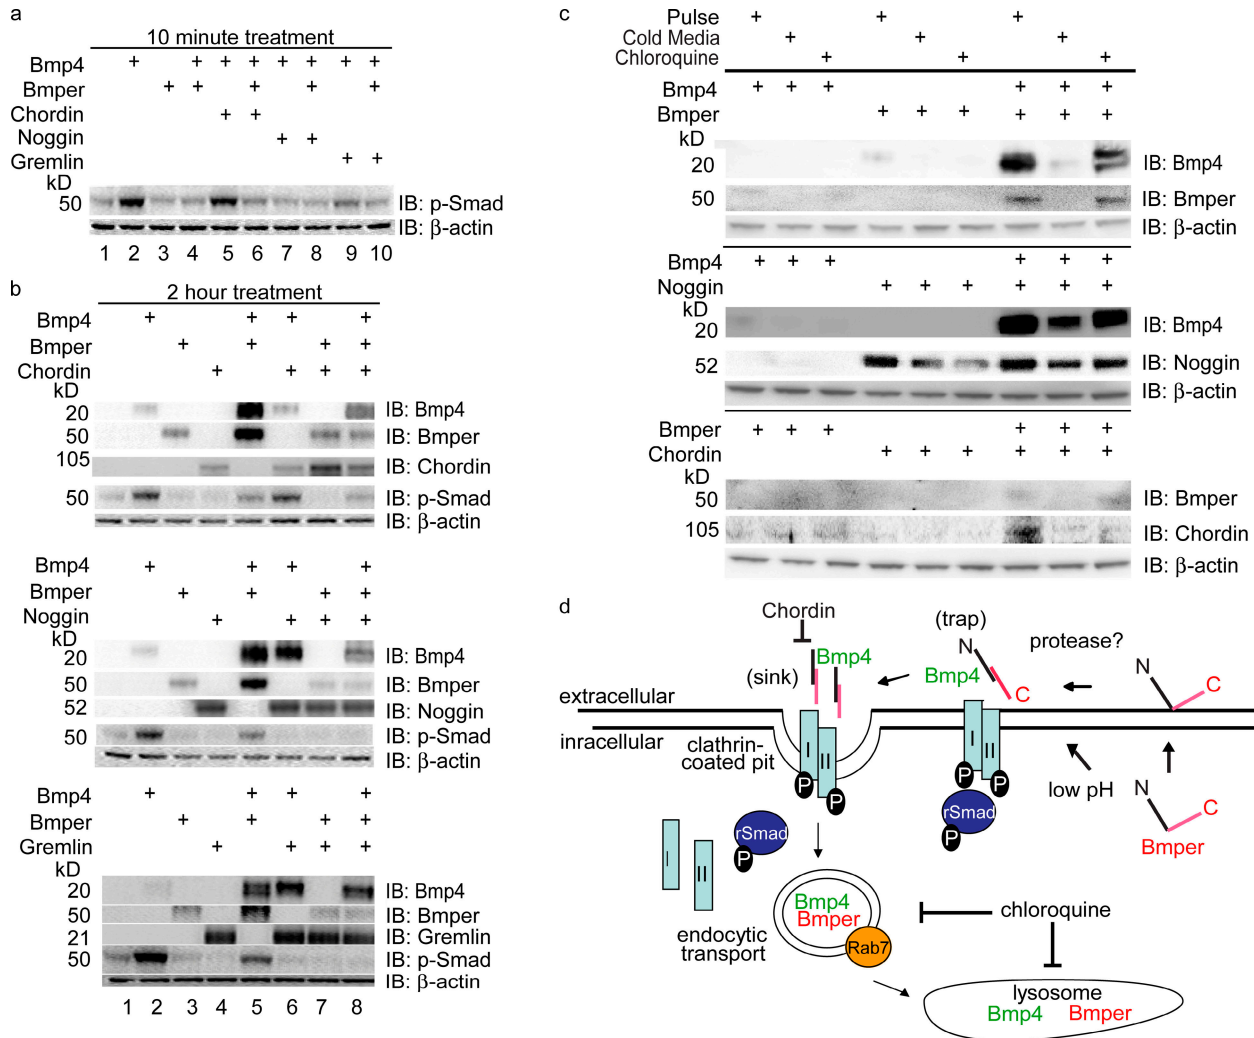 a
10 minute treatment
Bmp4 + + + + + + + + +
Bmper + + + + +
Chordin + +
Noggin + +
Gremlin + +
kD
50 IB: p-Smad
IB: β-actin
1 2 3 4 5 6 7 8 9 10
b
2 hour treatment
Bmp4 + + + +
Bmper + + + +
Chordin + + + +
kD
20 IB: Bmp4
50 IB: Bmper
105 IB: Chordin
50 IB: p-Smad
IB: β-actin
Bmp4 + + + +
Bmper + + + +
Noggin + + + +
kD
20 IB: Bmp4
50 IB: Bmper
52 IB: Noggin
50 IB: p-Smad
IB: β-actin
Bmp4 + + + +
Bmper + + + +
Gremlin + + + +
kD
20 IB: Bmp4
50 IB: Bmper
21 IB: Gremlin
50 IB: p-Smad
IB: β-actin
1 2 3 4 5 6 7 8
c
Pulse + + +
Cold Media + + +
Chloroquine + + +
Bmp4 + + + + + +
Bmper + + + + + +
kD
20 IB: Bmp4
50 IB: Bmper
IB: β-actin
Bmp4 + + + + + +
Noggin + + + + + +
kD
20 IB: Bmp4
52 IB: Noggin
IB: β-actin
Bmper + + + + + +
Chordin + + + + + +
kD
50 IB: Bmper
105 IB: Chordin
IB: β-actin
d
Chordin
(trap)
N
protease?
Bmp4
(sink)
Bmp4
C
N
C
extracellular
inracellular
clathrin-
coated pit
I
II
P
P
I
II
P
P
rSmad
P
low pH
N
C
Bmper
I
II
rSmad
P
Bmp4
Bmper
Rab7
endocytic
transport
chloroquine
lysosome
Bmp4 Bmper